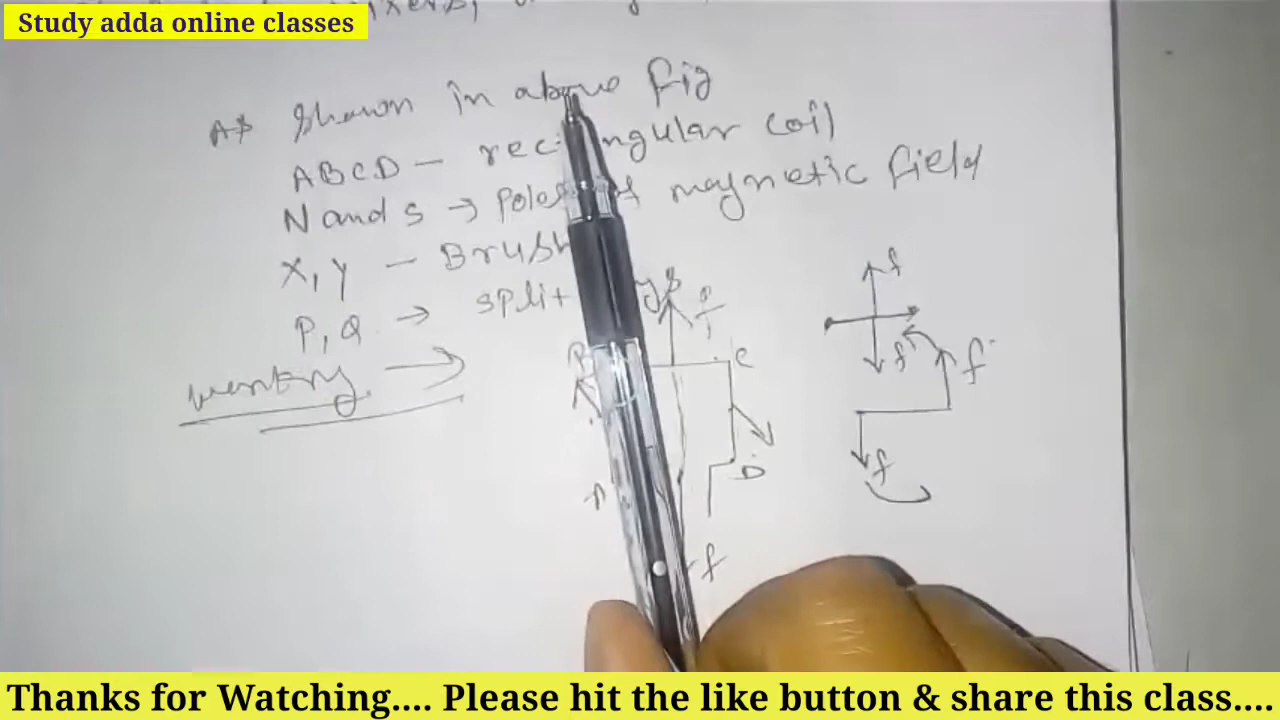 Study adda online classes
As shown in above fig
ABCD - rectangular coil
N and S → Poles of magnetic field
X, Y - Brush
P, Q → split
working →
B
C
D
f
f
f
f
f
Thanks for Watching.... Please hit the like button & share this class....